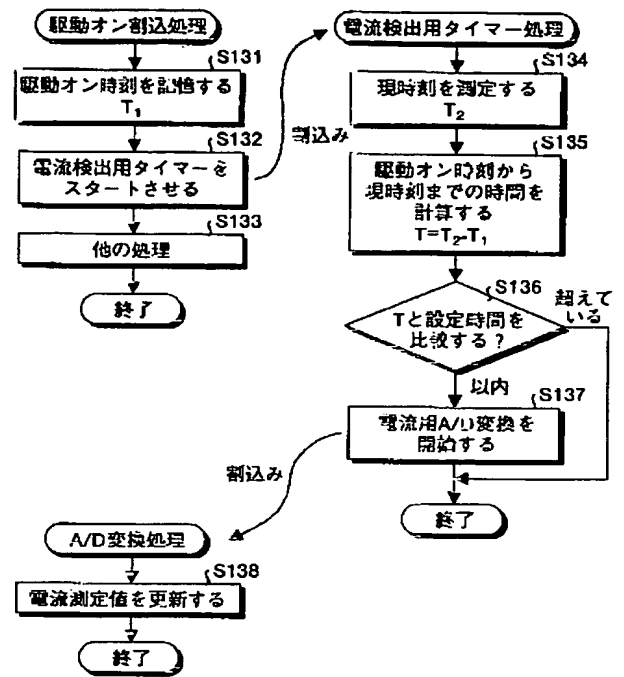 駆動オン割込処理
S131
駆動オン時刻を記憶する
T₁
S132
電流検出用タイマーを
スタートさせる
S133
他の処理
終了
割込み
電流検出用タイマー処理
S134
現時刻を測定する
T₂
S135
駆動オン時刻から
現時刻までの時間を
計算する
T=T₂-T₁
S136
Tと設定時間を
比較する？
超えて
いる
以内
S137
電流用A/D変換を
開始する
終了
割込み
A/D変換処理
S138
電流測定値を更新する
終了